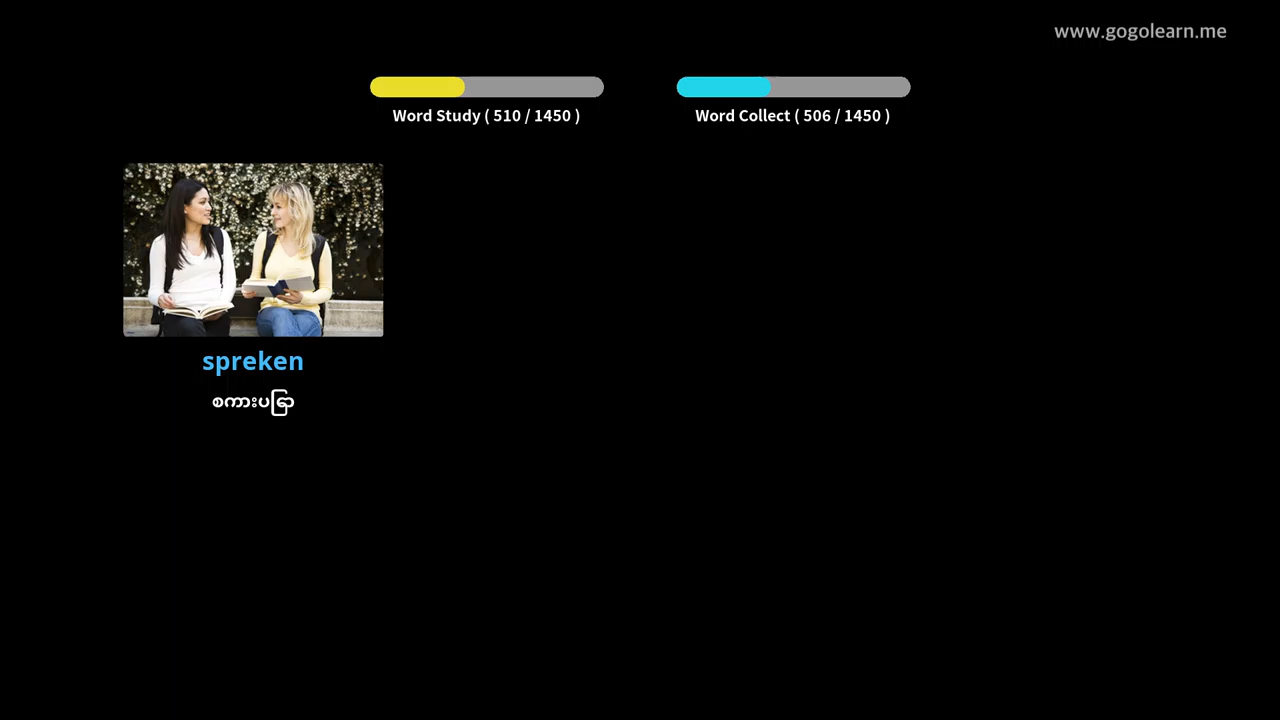 www.gogolearn.me
Word Study ( 510 / 1450 )
Word Collect ( 506 / 1450 )
spreken
စကားပြော